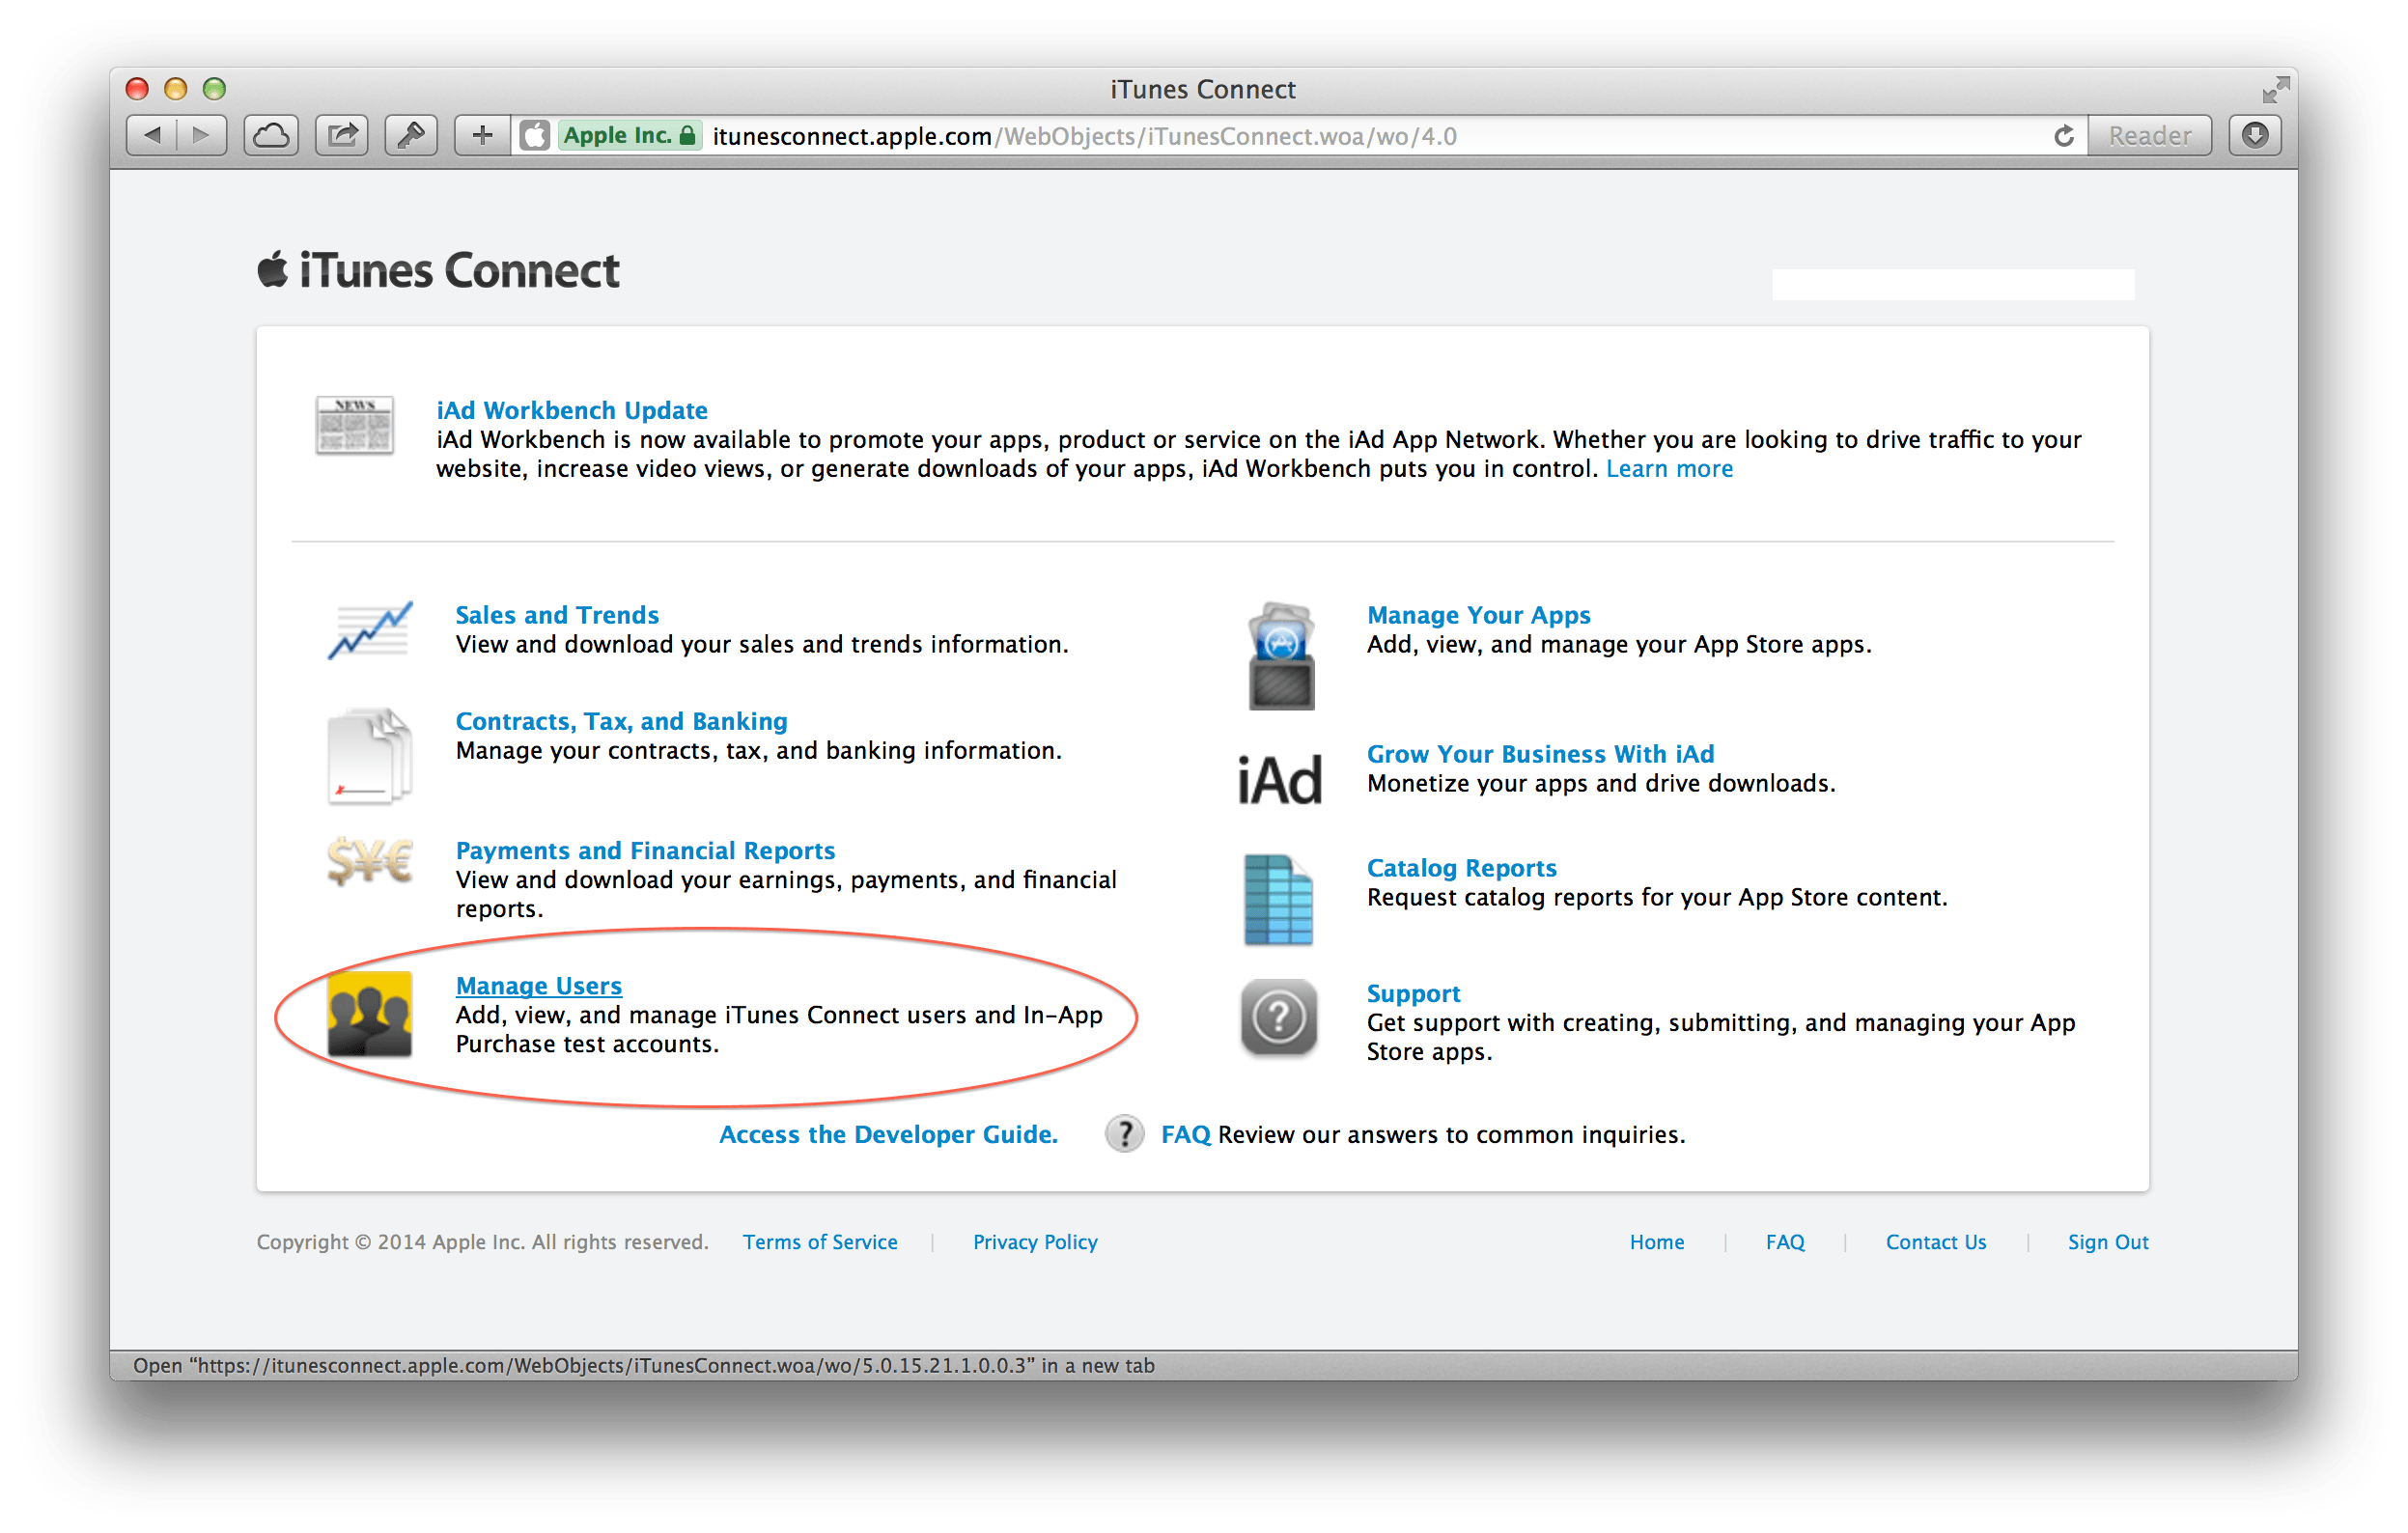 iTunes Connect
Apple Inc. itunesconnect.apple.com/WebObjects/iTunesConnect.woa/wo/4.0
Reader
iTunes Connect
NEWS
iAd Workbench Update
iAd Workbench is now available to promote your apps, product or service on the iAd App Network. Whether you are looking to drive traffic to your
website, increase video views, or generate downloads of your apps, iAd Workbench puts you in control. Learn more
Sales and Trends
View and download your sales and trends information.
Contracts, Tax, and Banking
Manage your contracts, tax, and banking information.
$¥€
Payments and Financial Reports
View and download your earnings, payments, and financial
reports.
Manage Users
Add, view, and manage iTunes Connect users and In-App
Purchase test accounts.
Manage Your Apps
Add, view, and manage your App Store apps.
iAd
Grow Your Business With iAd
Monetize your apps and drive downloads.
Catalog Reports
Request catalog reports for your App Store content.
?
Support
Get support with creating, submitting, and managing your App
Store apps.
Access the Developer Guide. ? FAQ Review our answers to common inquiries.
Copyright © 2014 Apple Inc. All rights reserved. Terms of Service | Privacy Policy Home | FAQ | Contact Us | Sign Out
Open “https://itunesconnect.apple.com/WebObjects/iTunesConnect.woa/wo/5.0.15.21.1.0.0.3” in a new tab